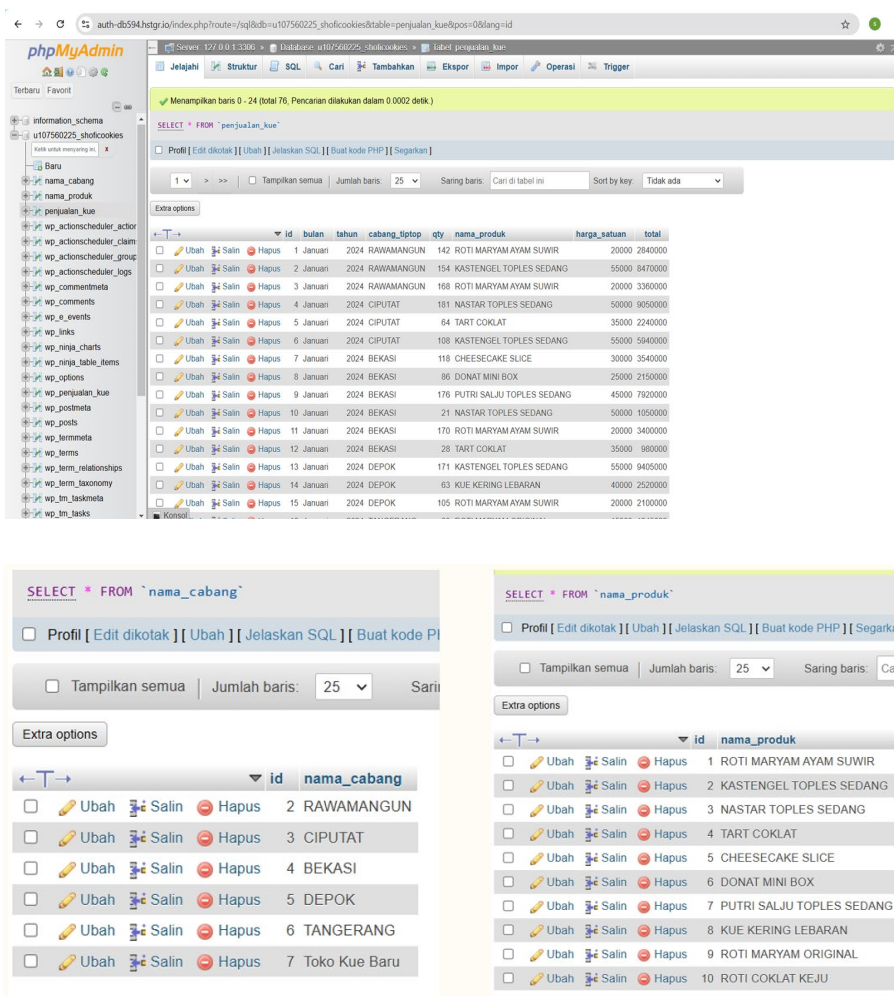 auth-db594.hstgr.io/index.php?route=/sql&db=u107560225_shoficookies&table=penjualan_kue&pos=0&lang=id
phpMyAdmin
Terbaru Favorit
information_schema
u107560225_shoficookies
Ketik untuk menyaring ini, X
Baru
nama_cabang
nama_produk
penjualan_kue
wp_actionscheduler_action
wp_actionscheduler_claim
wp_actionscheduler_group
wp_actionscheduler_logs
wp_commentmeta
wp_comments
wp_e_events
wp_links
wp_ninja_charts
wp_ninja_table_items
wp_options
wp_penjualan_kue
wp_postmeta
wp_posts
wp_termmeta
wp_terms
wp_term_relationships
wp_term_taxonomy
wp_tm_taskmeta
wp_tm_tasks
Server: 127.0.0.1:3306 » Database: u107560225_shoficookies » Tabel: penjualan_kue
Jelajahi Struktur SQL Cari Tambahkan Ekspor Impor Operasi Trigger
Menampilkan baris 0 - 24 (total 76, Pencarian dilakukan dalam 0.0002 detik.)
SELECT * FROM `penjualan_kue`
Profil [ Edit dikotak ] [ Ubah ] [ Jelaskan SQL ] [ Buat kode PHP ] [ Segarkan ]
1 > >> | Tampilkan semua | Jumlah baris: 25 Saring baris: Cari di tabel ini Sort by key: Tidak ada
Extra options
id bulan tahun cabang_tiptop qty nama_produk harga_satuan total
Ubah Salin Hapus 1 Januari 2024 RAWAMANGUN 142 ROTI MARYAM AYAM SUWIR 20000 2840000
Ubah Salin Hapus 2 Januari 2024 RAWAMANGUN 154 KASTENGEL TOPLES SEDANG 55000 8470000
Ubah Salin Hapus 3 Januari 2024 RAWAMANGUN 168 ROTI MARYAM AYAM SUWIR 20000 3360000
Ubah Salin Hapus 4 Januari 2024 CIPUTAT 181 NASTAR TOPLES SEDANG 50000 9050000
Ubah Salin Hapus 5 Januari 2024 CIPUTAT 64 TART COKLAT 35000 2240000
Ubah Salin Hapus 6 Januari 2024 CIPUTAT 108 KASTENGEL TOPLES SEDANG 55000 5940000
Ubah Salin Hapus 7 Januari 2024 BEKASI 118 CHEESECAKE SLICE 30000 3540000
Ubah Salin Hapus 8 Januari 2024 BEKASI 86 DONAT MINI BOX 25000 2150000
Ubah Salin Hapus 9 Januari 2024 BEKASI 176 PUTRI SALJU TOPLES SEDANG 45000 7920000
Ubah Salin Hapus 10 Januari 2024 BEKASI 21 NASTAR TOPLES SEDANG 50000 1050000
Ubah Salin Hapus 11 Januari 2024 BEKASI 170 ROTI MARYAM AYAM SUWIR 20000 3400000
Ubah Salin Hapus 12 Januari 2024 BEKASI 28 TART COKLAT 35000 980000
Ubah Salin Hapus 13 Januari 2024 DEPOK 171 KASTENGEL TOPLES SEDANG 55000 9405000
Ubah Salin Hapus 14 Januari 2024 DEPOK 63 KUE KERING LEBARAN 40000 2520000
Ubah Salin Hapus 15 Januari 2024 DEPOK 105 ROTI MARYAM AYAM SUWIR 20000 2100000
Konsol
SELECT * FROM `nama_cabang`
Profil [ Edit dikotak ] [ Ubah ] [ Jelaskan SQL ] [ Buat kode
Tampilkan semua | Jumlah baris: 25
Extra options
id nama_cabang
Ubah Salin Hapus 2 RAWAMANGUN
Ubah Salin Hapus 3 CIPUTAT
Ubah Salin Hapus 4 BEKASI
Ubah Salin Hapus 5 DEPOK
Ubah Salin Hapus 6 TANGERANG
Ubah Salin Hapus 7 Toko Kue Baru
SELECT * FROM `nama_produk`
Profil [ Edit dikotak ] [ Ubah ] [ Jelaskan SQL ] [ Buat kode PHP ] [ Segarka
Tampilkan semua | Jumlah baris: 25 Saring baris: Ca
Extra options
id nama_produk
Ubah Salin Hapus 1 ROTI MARYAM AYAM SUWIR
Ubah Salin Hapus 2 KASTENGEL TOPLES SEDANG
Ubah Salin Hapus 3 NASTAR TOPLES SEDANG
Ubah Salin Hapus 4 TART COKLAT
Ubah Salin Hapus 5 CHEESECAKE SLICE
Ubah Salin Hapus 6 DONAT MINI BOX
Ubah Salin Hapus 7 PUTRI SALJU TOPLES SEDANG
Ubah Salin Hapus 8 KUE KERING LEBARAN
Ubah Salin Hapus 9 ROTI MARYAM ORIGINAL
Ubah Salin Hapus 10 ROTI COKLAT KEJU